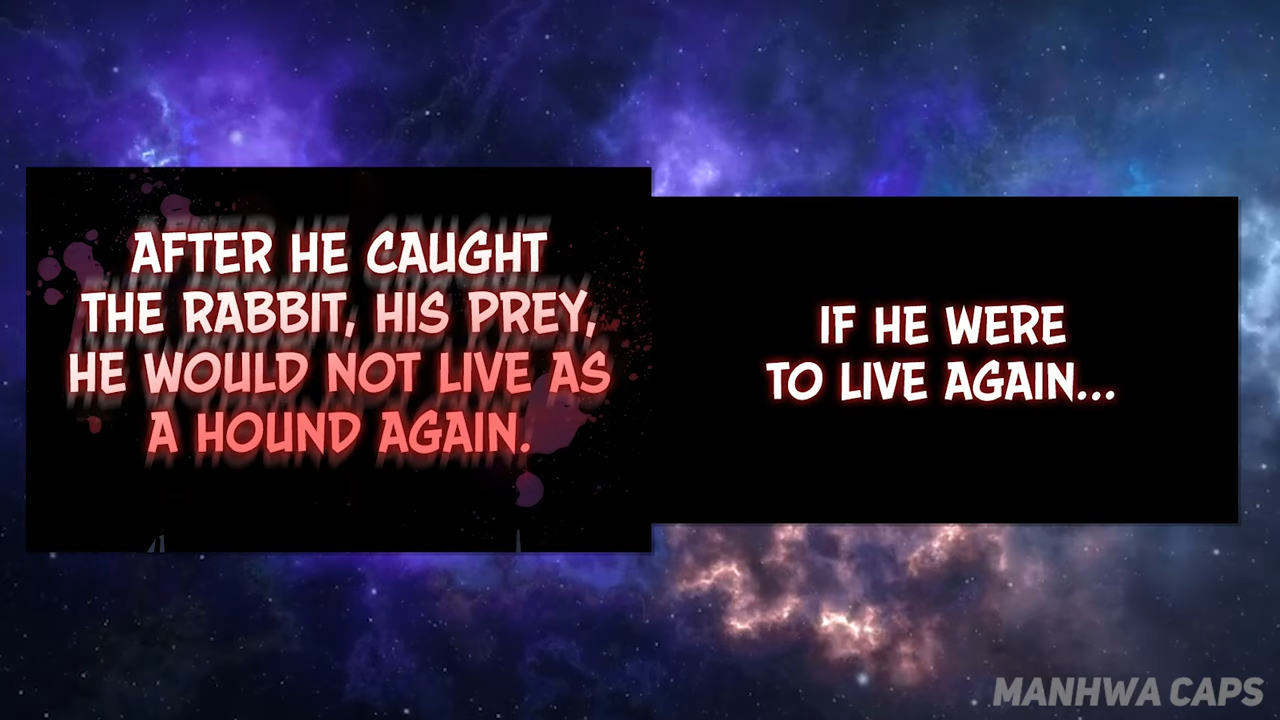 AFTER HE CAUGHT
THE RABBIT, HIS PREY,
HE WOULD NOT LIVE AS
A HOUND AGAIN.
IF HE WERE
TO LIVE AGAIN...
MANHWA CAPS